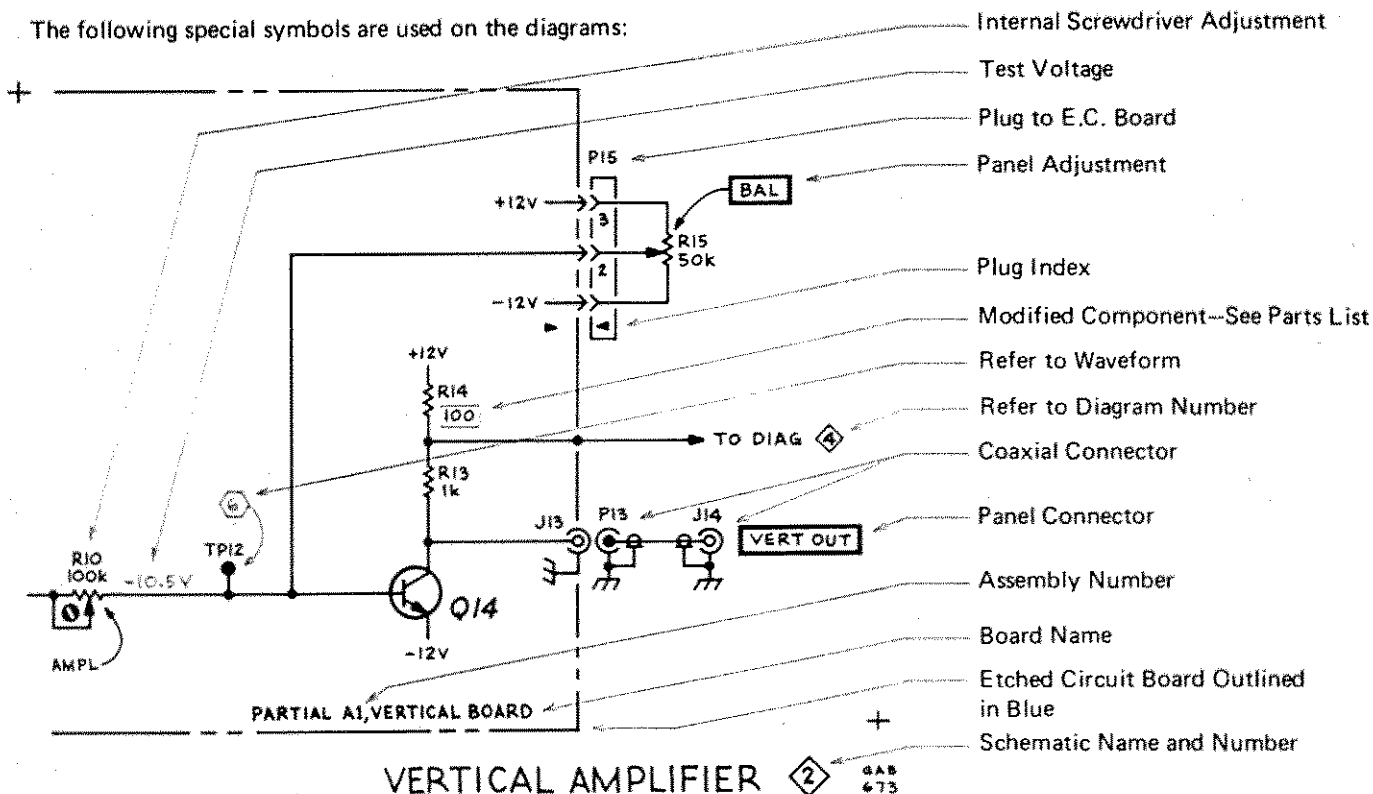 The following special symbols are used on the diagrams:
Internal Screwdriver Adjustment
Test Voltage
Plug to E.C. Board
Panel Adjustment
Plug Index
Modified Component--See Parts List
Refer to Waveform
Refer to Diagram Number
Coaxial Connector
Panel Connector
Assembly Number
Board Name
Etched Circuit Board Outlined
in Blue
Schematic Name and Number
P15
BAL
+12V
3
R15
50k
2
-12V
+12V
R14
100
TO DIAG 4
R13
1k
6
J13
P13
J14
VERT OUT
TP12
R10
100k
-10.5V
Q14
AMPL
-12V
PARTIAL A1, VERTICAL BOARD
VERTICAL AMPLIFIER 2
GAB
673